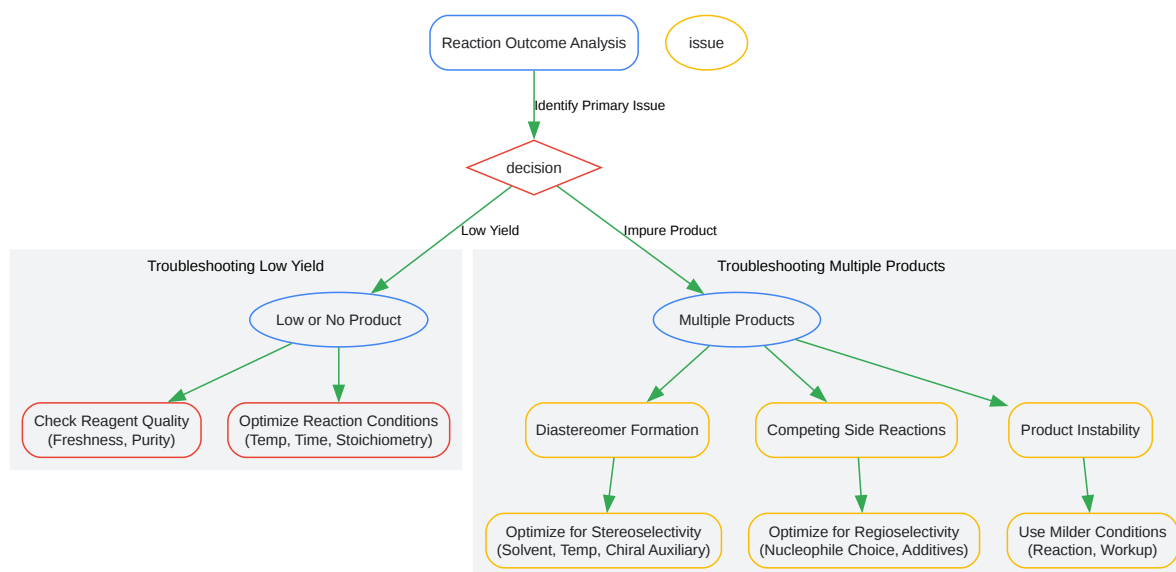 Reaction Outcome Analysis
issue
Identify Primary Issue
decision
Low Yield
Impure Product
Troubleshooting Low Yield
Troubleshooting Multiple Products
Low or No Product
Multiple Products
Check Reagent Quality
(Freshness, Purity)
Optimize Reaction Conditions
(Temp, Time, Stoichiometry)
Diastereomer Formation
Competing Side Reactions
Product Instability
Optimize for Stereoselectivity
(Solvent, Temp, Chiral Auxiliary)
Optimize for Regioselectivity
(Nucleophile Choice, Additives)
Use Milder Conditions
(Reaction, Workup)